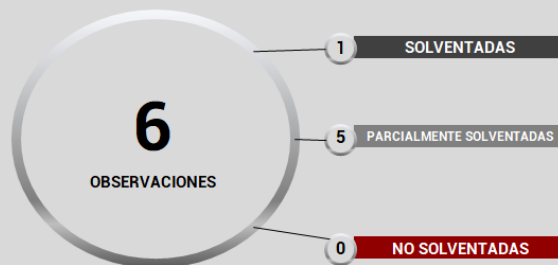 6
OBSERVACIONES
1 SOLVENTADAS
5 PARCIALMENTE SOLVENTADAS
0 NO SOLVENTADAS